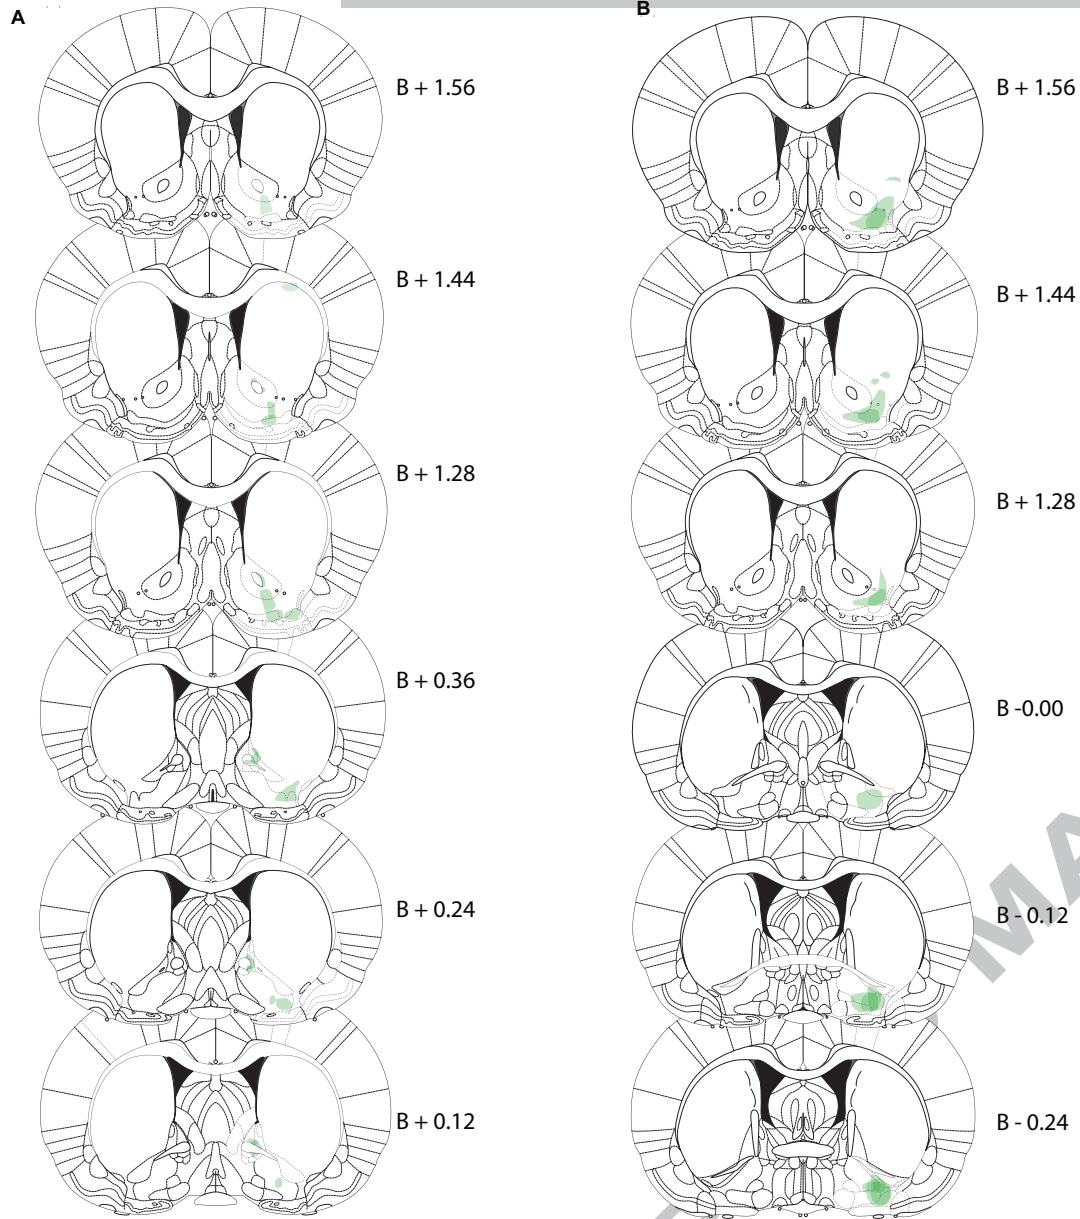 A
B + 1.56
B + 1.44
B + 1.28
B + 0.36
B + 0.24
B + 0.12
B
B + 1.56
B + 1.44
B + 1.28
B -0.00
B - 0.12
B - 0.24
MA